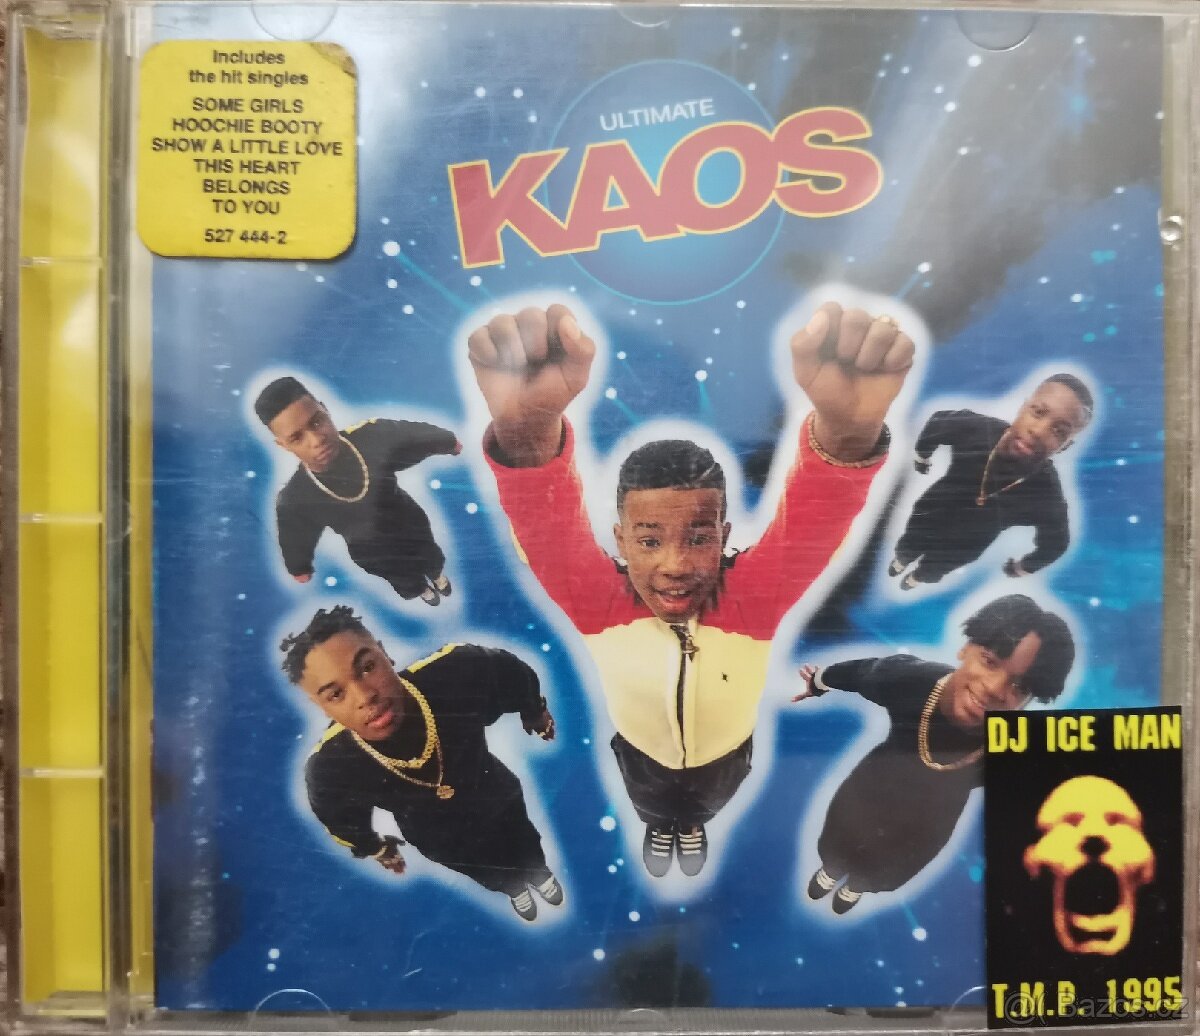 Includes
the hit singles
SOME GIRLS
HOOCHIE BOOTY
SHOW A LITTLE LOVE
THIS HEART
BELONGS
TO YOU
527 444-2
ULTIMATE
KAOS
DJ ICE MAN
T.M.B. 1995
Bazos.cz